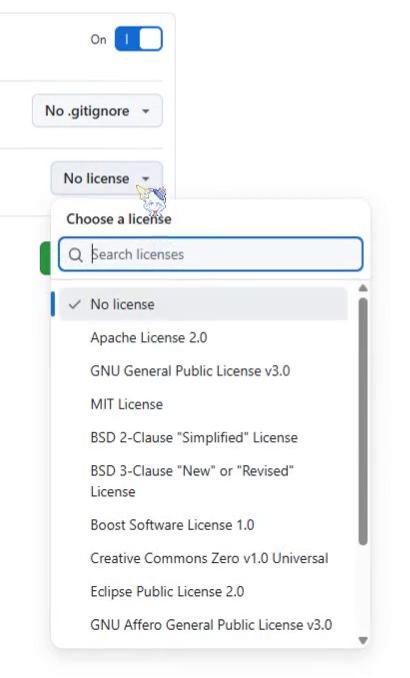 On
No .gitignore
No license
Choose a license
Search licenses
No license
Apache License 2.0
GNU General Public License v3.0
MIT License
BSD 2-Clause "Simplified" License
BSD 3-Clause "New" or "Revised"
License
Boost Software License 1.0
Creative Commons Zero v1.0 Universal
Eclipse Public License 2.0
GNU Affero General Public License v3.0